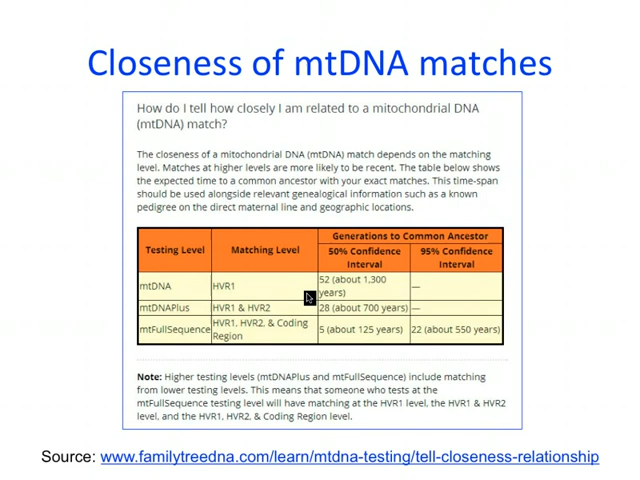 Closeness of mtDNA matches
How do I tell how closely I am related to a mitochondrial DNA
(mtDNA) match?
The closeness of a mitochondrial DNA (mtDNA) match depends on the matching
level. Matches at higher levels are more likely to be recent. The table below shows
the expected time to a common ancestor with your exact matches. This time-span
should be used alongside relevant genealogical information such as a known
pedigree on the direct maternal line and geographic locations.
Generations to Common Ancestor
Testing Level Matching Level 50% Confidence Interval 95% Confidence Interval
mtDNA HVR1 52 (about 1,300 years) —
mtDNAPlus HVR1 & HVR2 28 (about 700 years) —
mtFullSequence HVR1, HVR2, & Coding Region 5 (about 125 years) 22 (about 550 years)
Note: Higher testing levels (mtDNAPlus and mtFullSequence) include matching
from lower testing levels. This means that someone who tests at the
mtFullSequence testing level will have matching at the HVR1 level, the HVR1 & HVR2
level, and the HVR1, HVR2, & Coding Region level.
Source: www.familytreedna.com/learn/mtdna-testing/tell-closeness-relationship